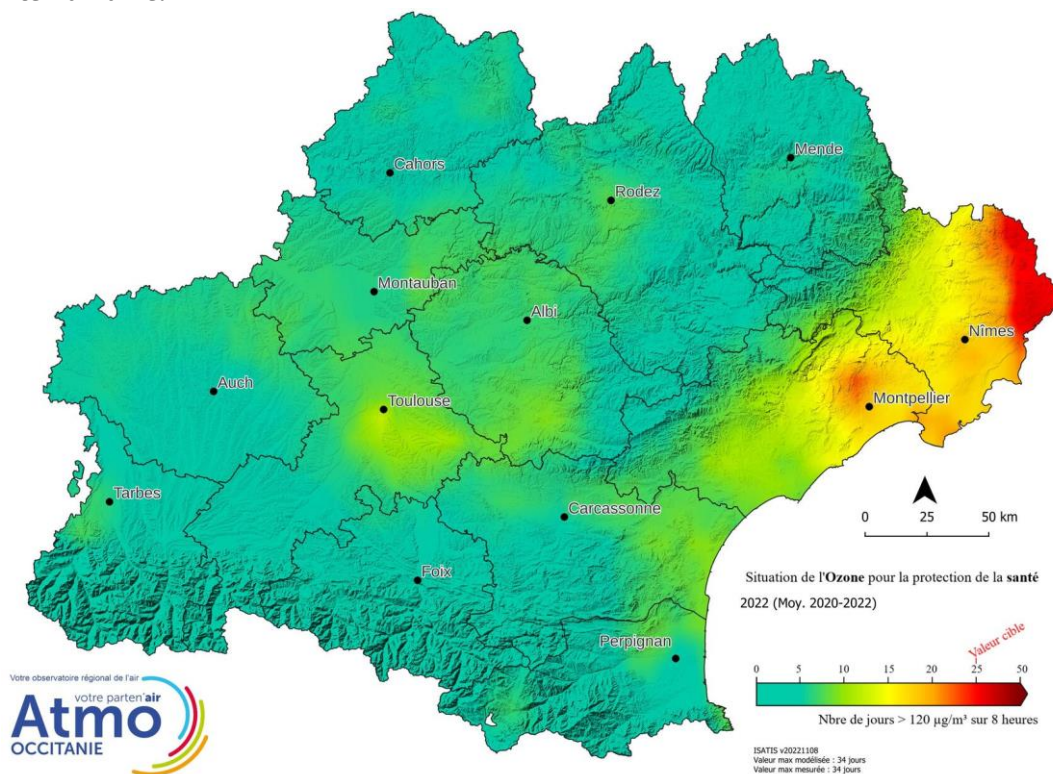 Cahors
Mende
Rodez
Montauban
Albi
Nîmes
Auch
Toulouse
Montpellier
Tarbes
Carcassonne
0 25 50 km
Foix
Situation de l'Ozone pour la protection de la santé
2022 (Moy. 2020-2022)
Perpignan
Valeur cible
0 5 10 15 20 25 50
Nbre de jours > 120 µg/m³ sur 8 heures
Votre observatoire régional de l'air
votre parten'air
Atmo
OCCITANIE
ISATIS v20221108
Valeur max modélisée : 34 jours
Valeur max mesurée : 34 jours